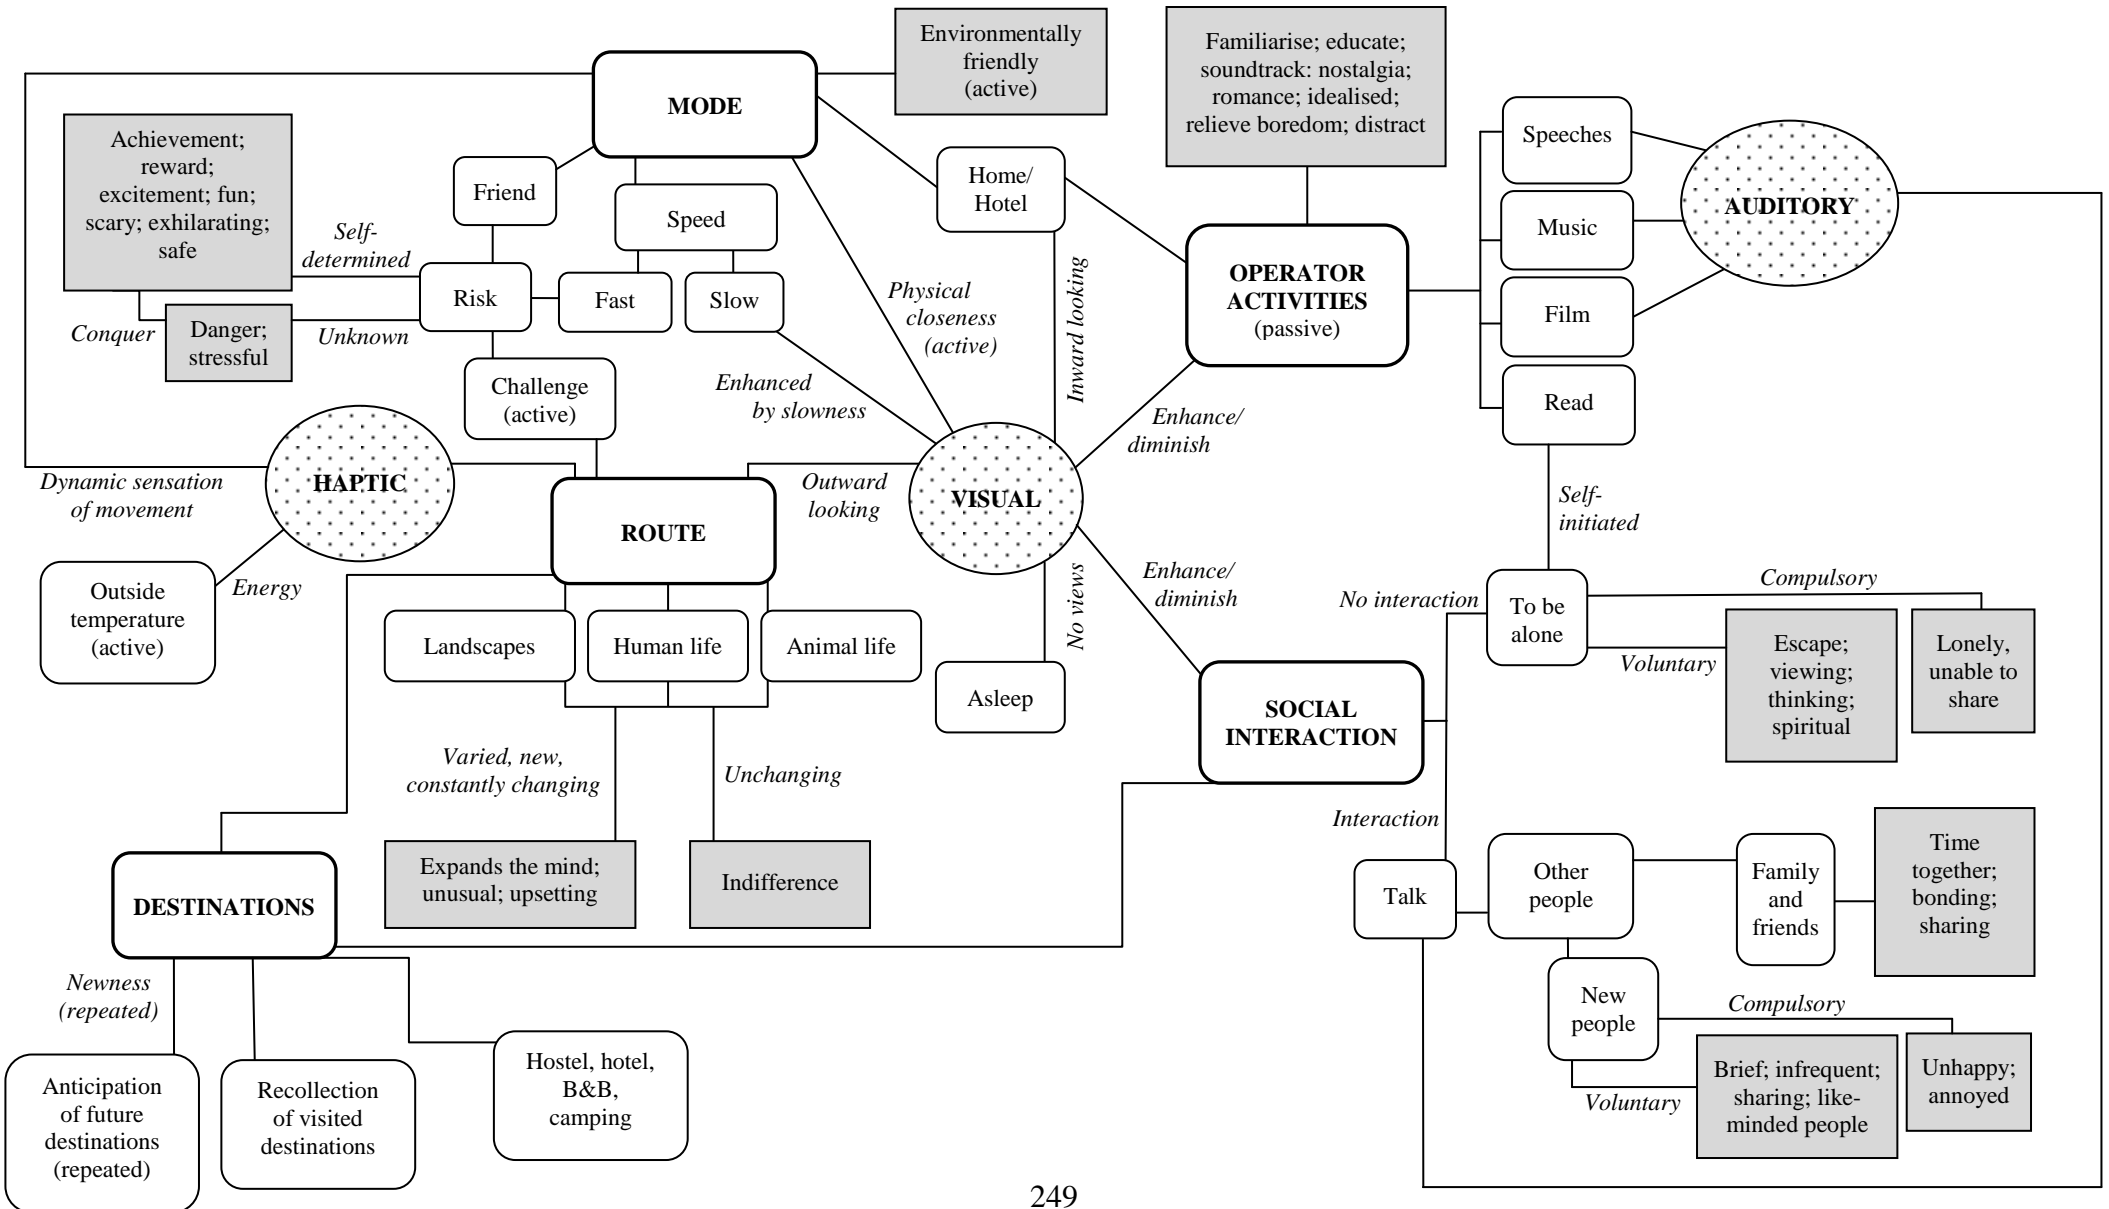 Environmentally
friendly
(active)
Familiarise; educate;
soundtrack: nostalgia;
romance; idealised;
relieve boredom; distract
MODE
Speeches
Achievement;
reward;
excitement; fun;
scary; exhilarating;
safe
Friend
Home/
Hotel
Speed
Music
AUDITORY
Self-
determined
Risk
Fast
Slow
Physical
closeness
(active)
Inward looking
OPERATOR
ACTIVITIES
(passive)
Film
Conquer
Danger;
stressful
Unknown
Challenge
(active)
Enhanced
by slowness
Enhance/
diminish
Read
Dynamic sensation
of movement
HAPTIC
Outward
looking
VISUAL
Self-
initiated
ROUTE
Outside
temperature
(active)
Energy
No views
Enhance/
diminish
No interaction
To be
alone
Compulsory
Voluntary
Escape;
viewing;
thinking;
spiritual
Lonely,
unable to
share
Landscapes
Human life
Animal life
Asleep
SOCIAL
INTERACTION
Varied, new,
constantly changing
Unchanging
Interaction
Expands the mind;
unusual; upsetting
Indifference
Talk
Other
people
Family
and
friends
Time
together;
bonding;
sharing
DESTINATIONS
Newness
(repeated)
New
people
Compulsory
Voluntary
Brief; infrequent;
sharing; like-
minded people
Unhappy;
annoyed
Anticipation
of future
destinations
(repeated)
Recollection
of visited
destinations
Hostel, hotel,
B&B,
camping
249